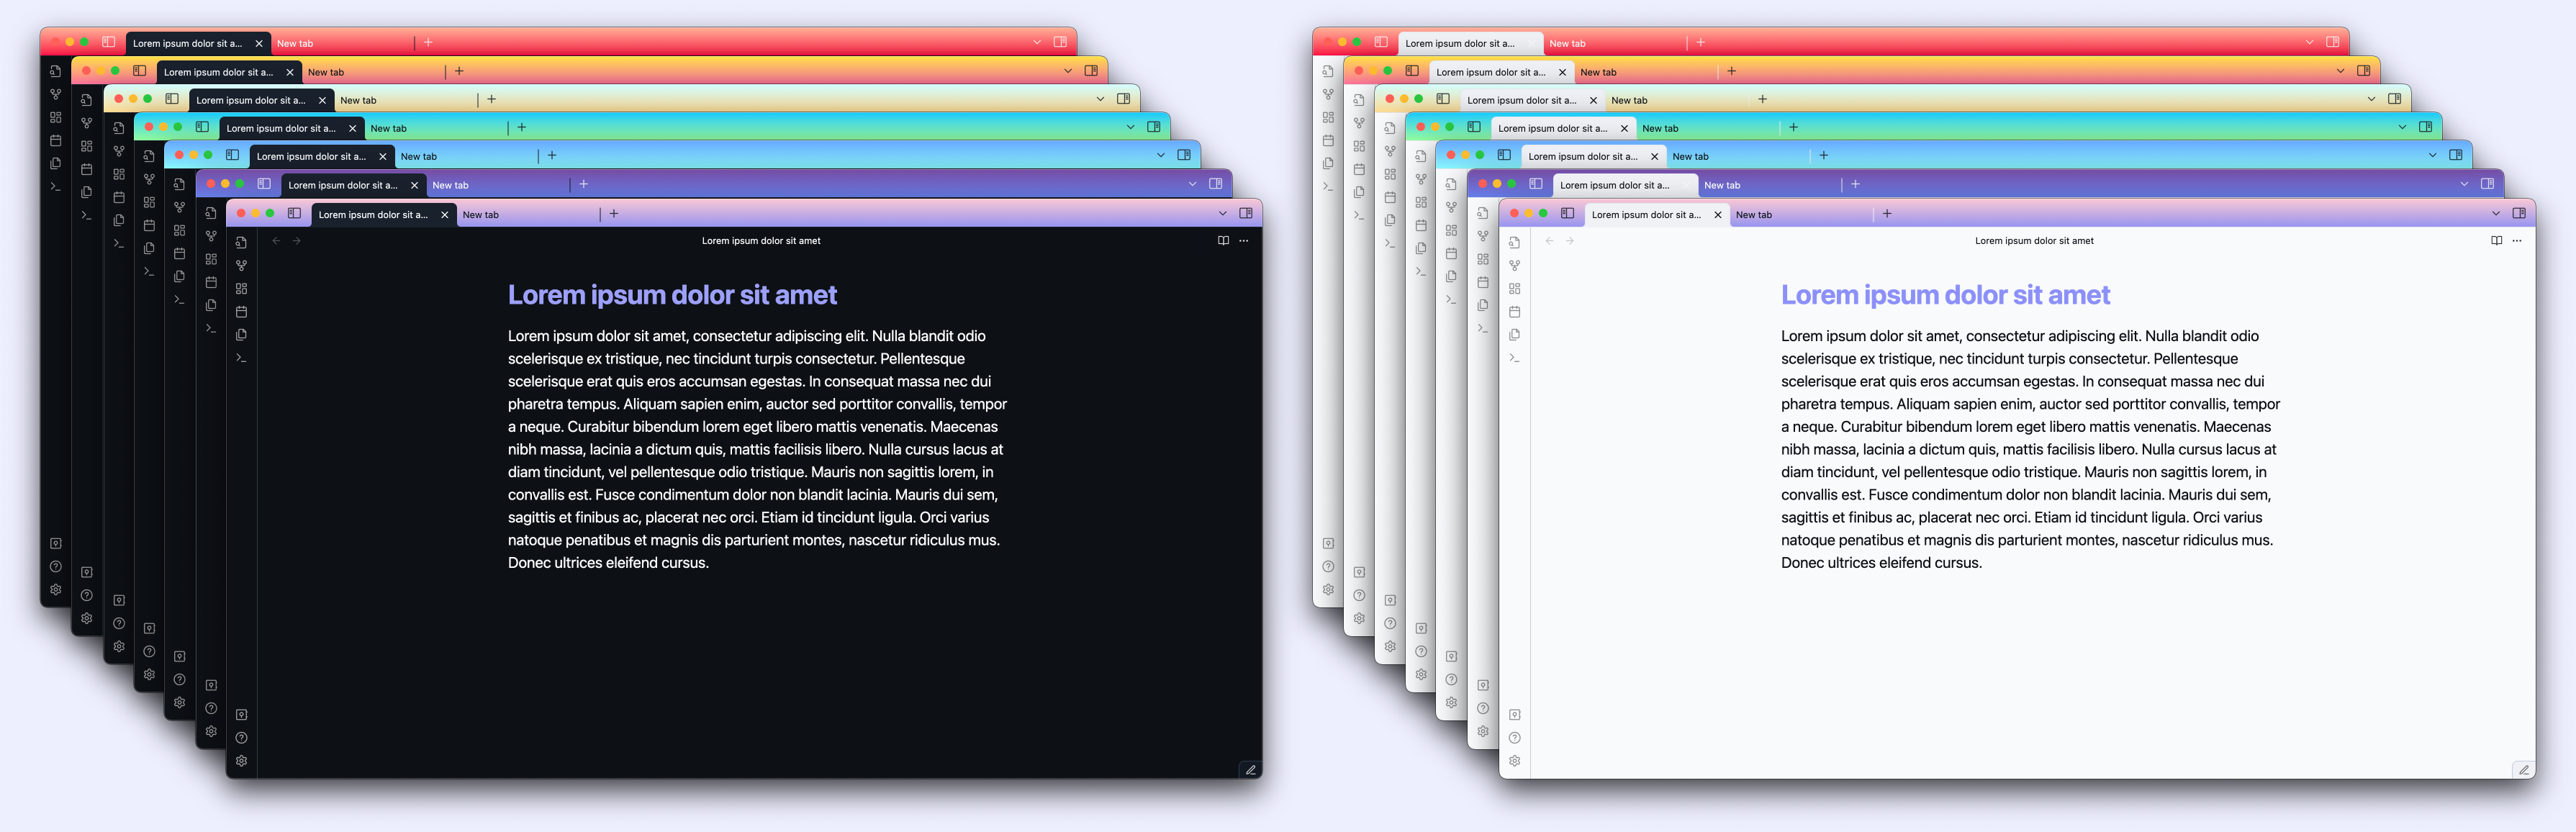 Lorem ipsum dolor sit a... New tab
Lorem ipsum dolor sit a... New tab
Lorem ipsum dolor sit a... New tab
Lorem ipsum dolor sit a... New tab
Lorem ipsum dolor sit a... New tab
Lorem ipsum dolor sit a... New tab
Lorem ipsum dolor sit a... New tab
Lorem ipsum dolor sit amet
Lorem ipsum dolor sit amet
Lorem ipsum dolor sit amet, consectetur adipiscing elit. Nulla blandit odio
scelerisque ex tristique, nec tincidunt turpis consectetur. Pellentesque
scelerisque erat quis eros accumsan egestas. In consequat massa nec dui
pharetra tempus. Aliquam sapien enim, auctor sed porttitor convallis, tempor
a neque. Curabitur bibendum lorem eget libero mattis venenatis. Maecenas
nibh massa, lacinia a dictum quis, mattis facilisis libero. Nulla cursus lacus at
diam tincidunt, vel pellentesque odio tristique. Mauris non sagittis lorem, in
convallis est. Fusce condimentum dolor non blandit lacinia. Mauris dui sem,
sagittis et finibus ac, placerat nec orci. Etiam id tincidunt ligula. Orci varius
natoque penatibus et magnis dis parturient montes, nascetur ridiculus mus.
Donec ultrices eleifend cursus.
Lorem ipsum dolor sit a... New tab
Lorem ipsum dolor sit a... New tab
Lorem ipsum dolor sit a... New tab
Lorem ipsum dolor sit a... New tab
Lorem ipsum dolor sit a... New tab
Lorem ipsum dolor sit a... New tab
Lorem ipsum dolor sit a... New tab
Lorem ipsum dolor sit amet
Lorem ipsum dolor sit amet
Lorem ipsum dolor sit amet, consectetur adipiscing elit. Nulla blandit odio
scelerisque ex tristique, nec tincidunt turpis consectetur. Pellentesque
scelerisque erat quis eros accumsan egestas. In consequat massa nec dui
pharetra tempus. Aliquam sapien enim, auctor sed porttitor convallis, tempor
a neque. Curabitur bibendum lorem eget libero mattis venenatis. Maecenas
nibh massa, lacinia a dictum quis, mattis facilisis libero. Nulla cursus lacus at
diam tincidunt, vel pellentesque odio tristique. Mauris non sagittis lorem, in
convallis est. Fusce condimentum dolor non blandit lacinia. Mauris dui sem,
sagittis et finibus ac, placerat nec orci. Etiam id tincidunt ligula. Orci varius
natoque penatibus et magnis dis parturient montes, nascetur ridiculus mus.
Donec ultrices eleifend cursus.